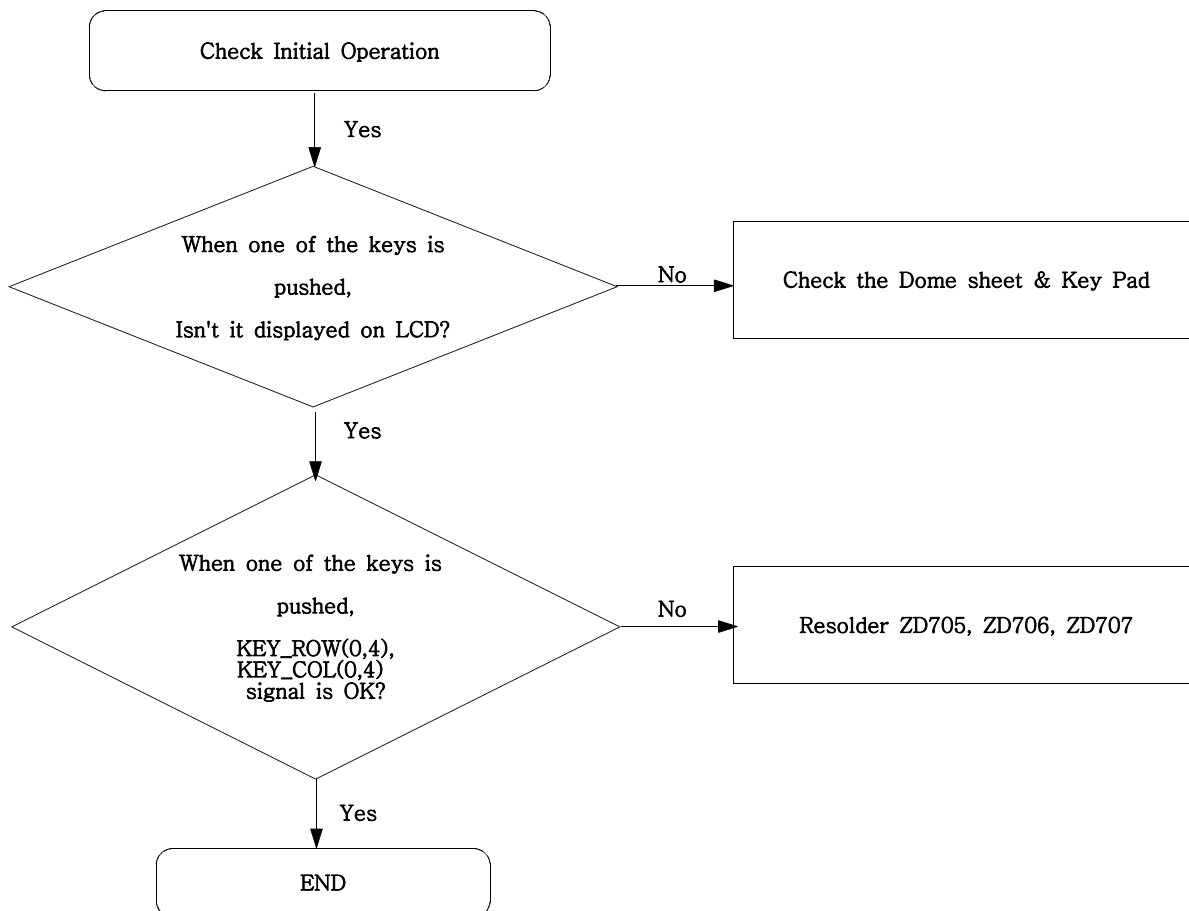 Check Initial Operation
Yes
When one of the keys is
pushed,
Isn't it displayed on LCD?
No
Check the Dome sheet & Key Pad
Yes
When one of the keys is
pushed,
KEY_ROW(0,4),
KEY_COL(0,4)
signal is OK?
No
Resolder ZD705, ZD706, ZD707
Yes
END